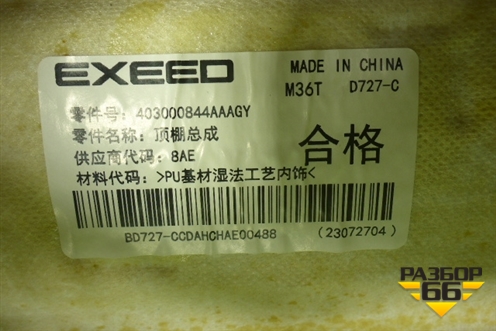 EXEED
MADE IN CHINA
M36T D727-C
零件号: 403000844AAAGY
零件名称: 顶棚总成
供应商代码: 8AE
合格
材料代码: >PU基材湿法工艺内饰<
BD727-CCDAHCHAE00488 (23072704)
РАЗБОР
66